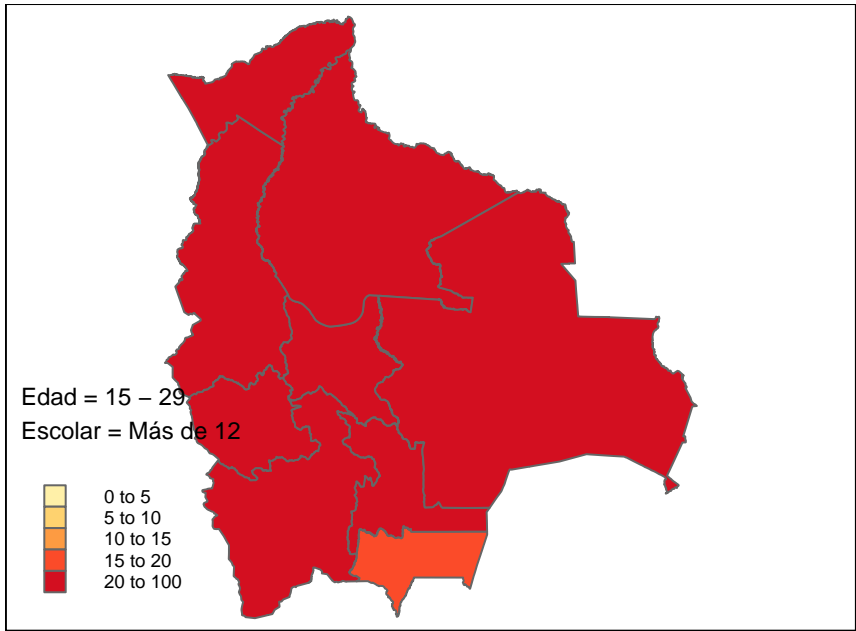 Edad = 15 – 29
Escolar = Más de 12
0 to 5
5 to 10
10 to 15
15 to 20
20 to 100